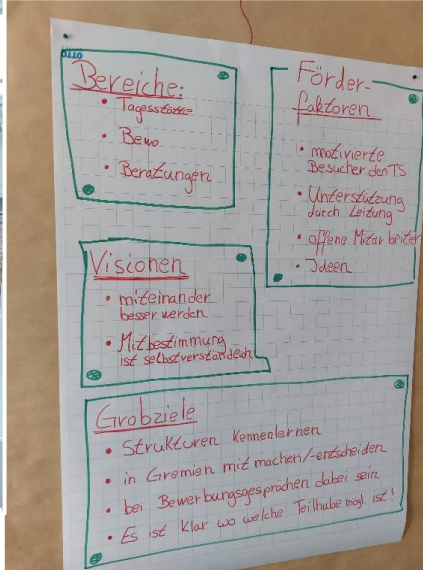 OTTO
Bereiche:
• Tagesstätte
• Bewo
• Beratungen
Förder-
faktoren
• motivierte
Besucher den TS
• Unterstützung
durch Leitung
• offene Mitarbeiter
• Ideen
Visionen
• miteinander
besser werden
• Mitbestimmung
ist selbstverständlich
Grobziele
• Strukturen kennenlernen
• in Gremien mit machen/-entscheiden
• bei Bewerbungsgesprächen dabei sein
• Es ist klar wo welche Teilhabe mögl. ist!